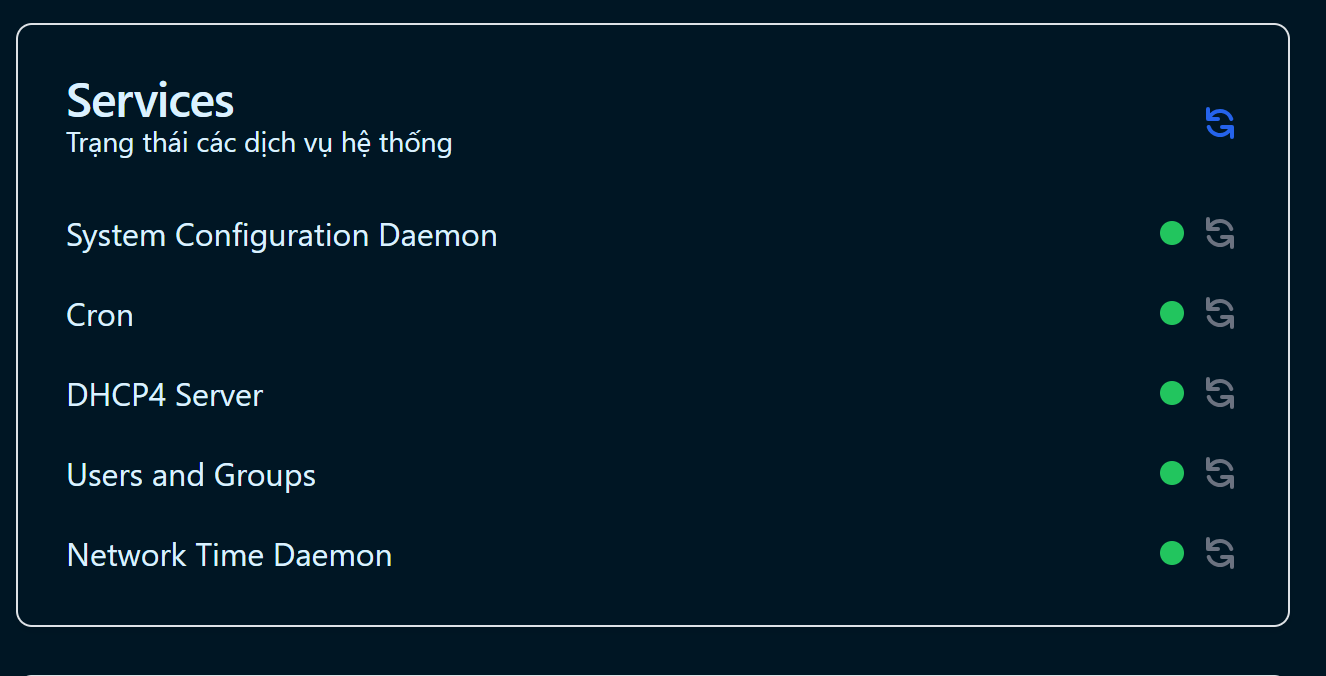 Services
Trạng thái các dịch vụ hệ thống
System Configuration Daemon
Cron
DHCP4 Server
Users and Groups
Network Time Daemon